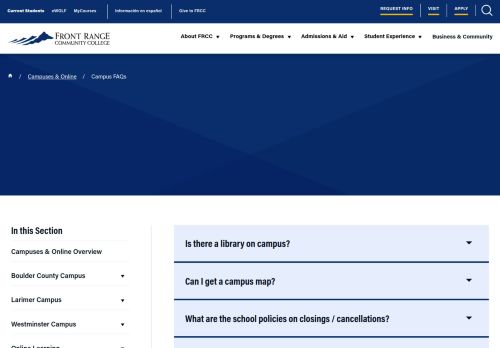 Current Students eWOLF MyCourses Información en español Give to FRCC REQUEST INFO VISIT APPLY
FRONT RANGE
COMMUNITY COLLEGE
About FRCC Programs & Degrees Admissions & Aid Student Experience Business & Community
/ Campuses & Online / Campus FAQs
In this Section
Campuses & Online Overview
Boulder County Campus
Larimer Campus
Westminster Campus
Online Learning
Is there a library on campus?
Can I get a campus map?
What are the school policies on closings / cancellations?